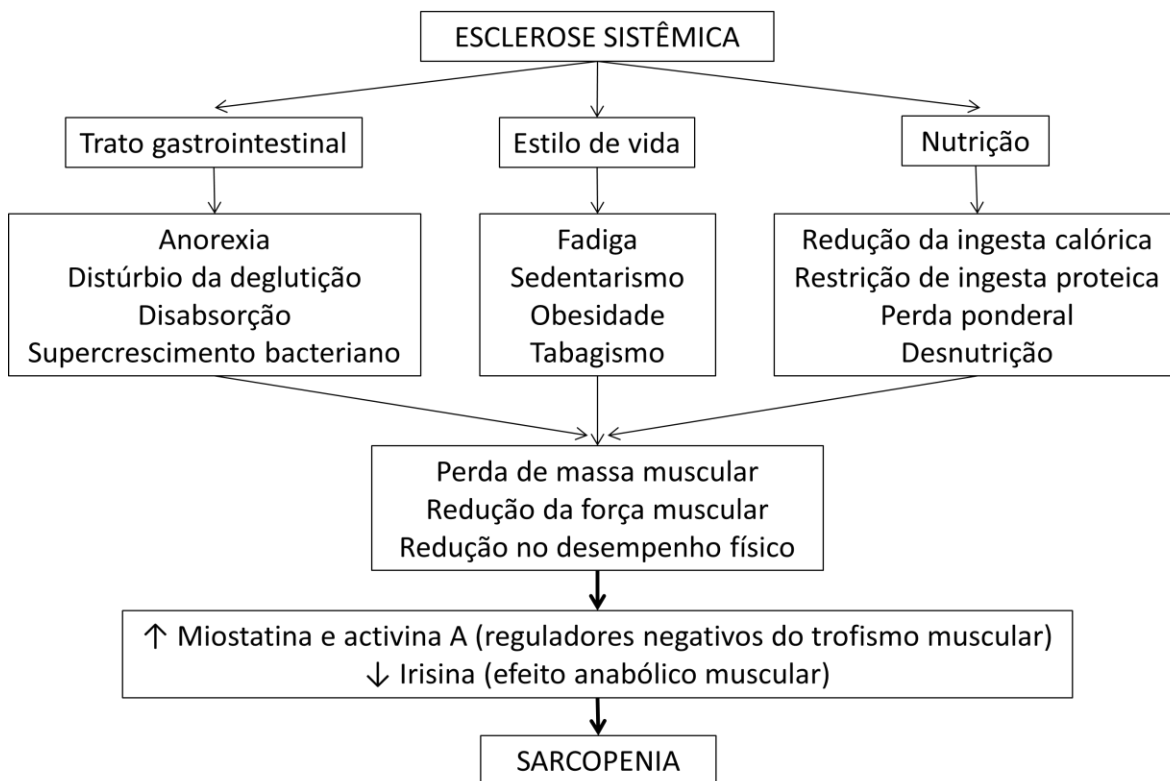 ESCLEROSE SISTÊMICA
Trato gastrointestinal
Estilo de vida
Nutrição
Anorexia
Distúrbio da deglutição
Disabsorção
Supercrescimento bacteriano
Fadiga
Sedentarismo
Obesidade
Tabagismo
Redução da ingesta calórica
Restrição de ingesta proteica
Perda ponderal
Desnutrição
Perda de massa muscular
Redução da força muscular
Redução no desempenho físico
↑ Miostatina e activina A (reguladores negativos do trofismo muscular)
↓ Irisina (efeito anabólico muscular)
SARCOPENIA